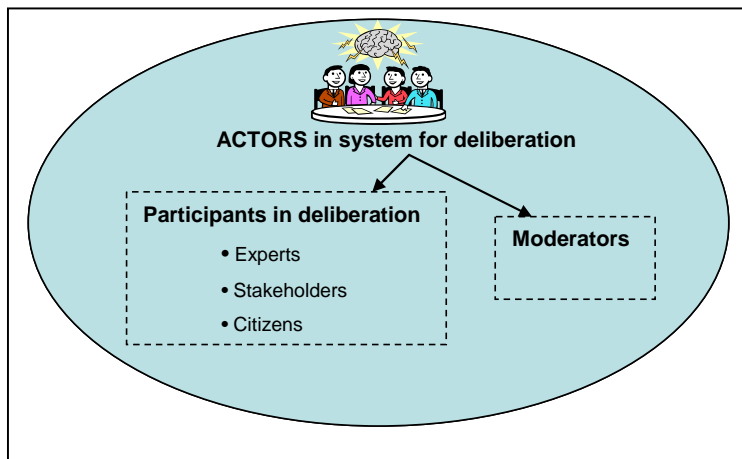 ACTORS in system for deliberation
Participants in deliberation
• Experts
• Stakeholders
• Citizens
Moderators